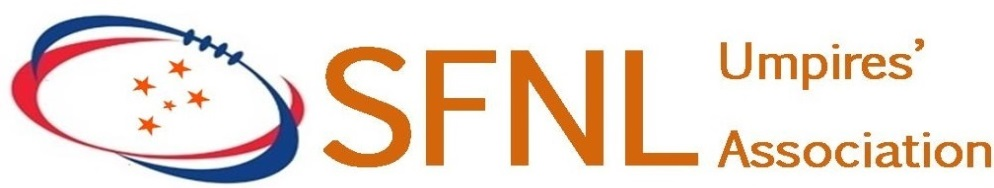 SFNL
Umpires’
Association